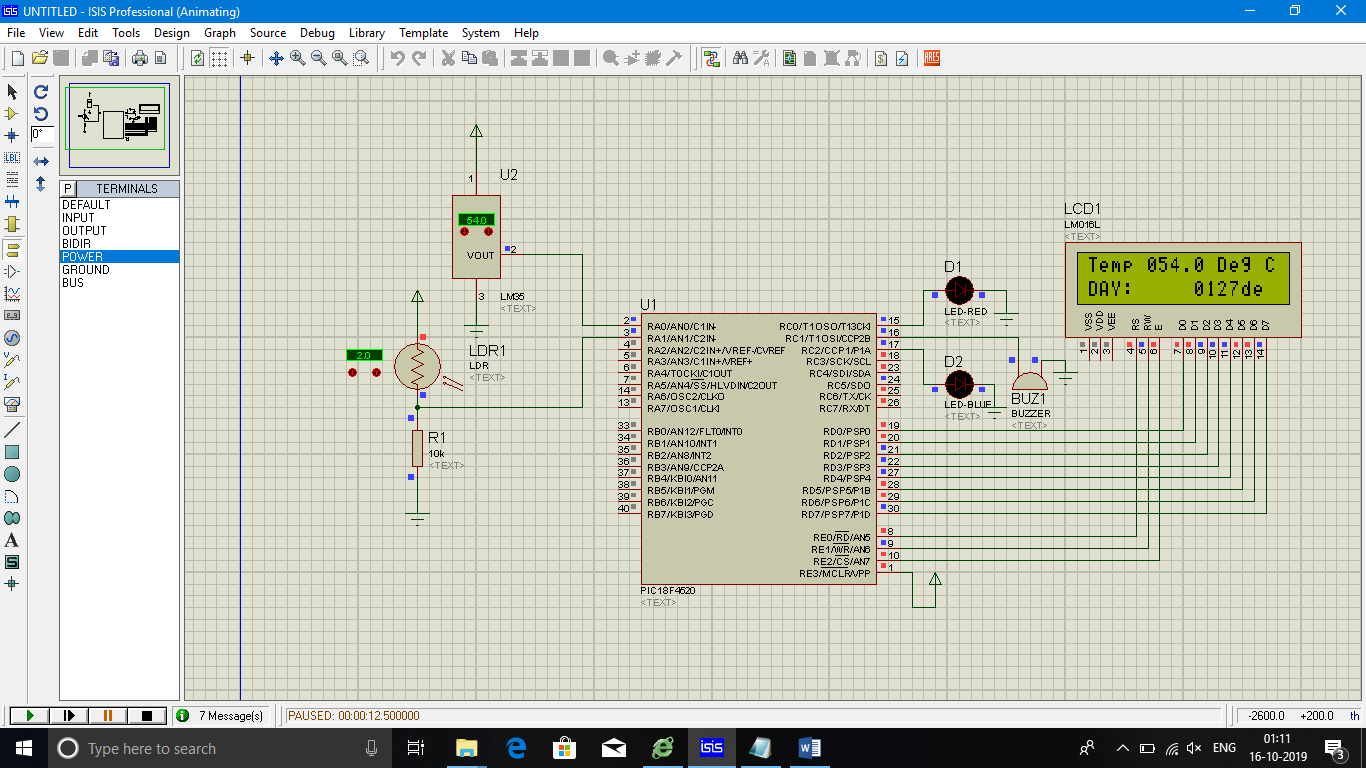 UNTITLED - ISIS Professional (Animating)
File View Edit Tools Design Graph Source Debug Library Template System Help
0°
LBL
P TERMINALS
DEFAULT
INPUT
OUTPUT
BIDIR
POWER
GROUND
BUS
A
S
ARES
U2
1
54.0
VOUT
2
3
LM35
<TEXT>
2.0
LDR1
LDR
<TEXT>
R1
10k
<TEXT>
U1
2 RA0/AN0/C1IN-
3 RA1/AN1/C2IN-
4 RA2/AN2/C2IN+/VREF-/CVREF
5 RA3/AN3/C1IN+/VREF+
6 RA4/T0CKI/C1OUT
7 RA5/AN4/SS/HLVDIN/C2OUT
14 RA6/OSC2/CLKO
13 RA7/OSC1/CLKI
33 RB0/AN12/FLT0/INT0
34 RB1/AN10/INT1
35 RB2/AN8/INT2
36 RB3/AN9/CCP2A
37 RB4/KBI0/AN11
38 RB5/KBI1/PGM
39 RB6/KBI2/PGC
40 RB7/KBI3/PGD
RC0/T1OSO/T13CKI 15
RC1/T1OSI/CCP2B 16
RC2/CCP1/P1A 17
RC3/SCK/SCL 18
RC4/SDI/SDA 23
RC5/SDO 24
RC6/TX/CK 25
RC7/RX/DT 26
RD0/PSP0 19
RD1/PSP1 20
RD2/PSP2 21
RD3/PSP3 22
RD4/PSP4 27
RD5/PSP5/P1B 28
RD6/PSP6/P1C 29
RD7/PSP7/P1D 30
RE0/RD/AN5 8
RE1/WR/AN6 9
RE2/CS/AN7 10
RE3/MCLR/VPP 1
PIC18F4520
<TEXT>
D1
LED-RED
<TEXT>
D2
LED-BLUE
<TEXT>
BUZ1
BUZZER
<TEXT>
LCD1
LM016L
<TEXT>
Temp 054.0 Deg C
DAY: 0127de
VSS VDD VEE RS RW E D0 D1 D2 D3 D4 D5 D6 D7
1 2 3 4 5 6 7 8 9 10 11 12 13 14
7 Message(s)
PAUSED: 00:00:12.500000
-2600.0 +200.0 th
Type here to search
isis
W
ENG
01:11
16-10-2019
3